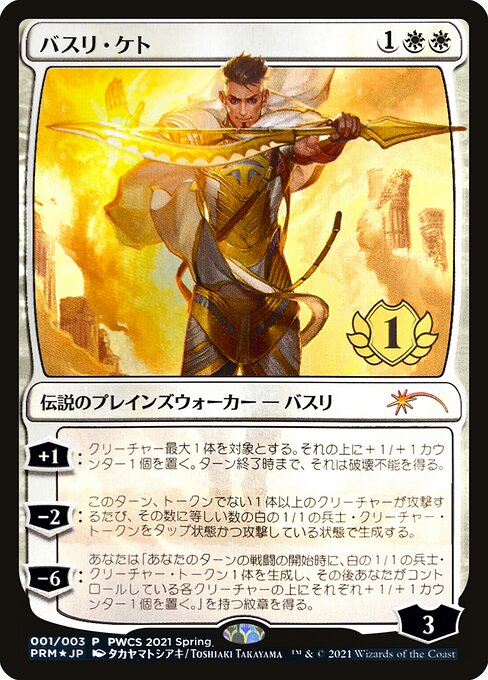 バスリ・ケト 1
1
伝説のプレインズウォーカー ― バスリ
+1 : クリーチャー最大1体を対象とする。それの上に+1/+1カウ
ンター1個を置く。ターン終了時まで、それは破壊不能を得る。
-2 : このターン、トークンでない1体以上のクリーチャーが攻撃す
るたび、その数に等しい数の白の1/1の兵士・クリーチャー・
トークンをタップ状態かつ攻撃している状態で生成する。
-6 : あなたは「あなたのターンの戦闘の開始時に、白の1/1の兵士・
クリーチャー・トークン1体を生成し、その後あなたがコント
ロールしている各クリーチャーの上にそれぞれ+1/+1カウン
ター1個を置く。」を持つ紋章を得る。
3
001/003 P PWCS 2021 Spring
PRM★JP タカヤマトシアキ/Toshiaki Takayama ™ & © 2021 Wizards of the Coast